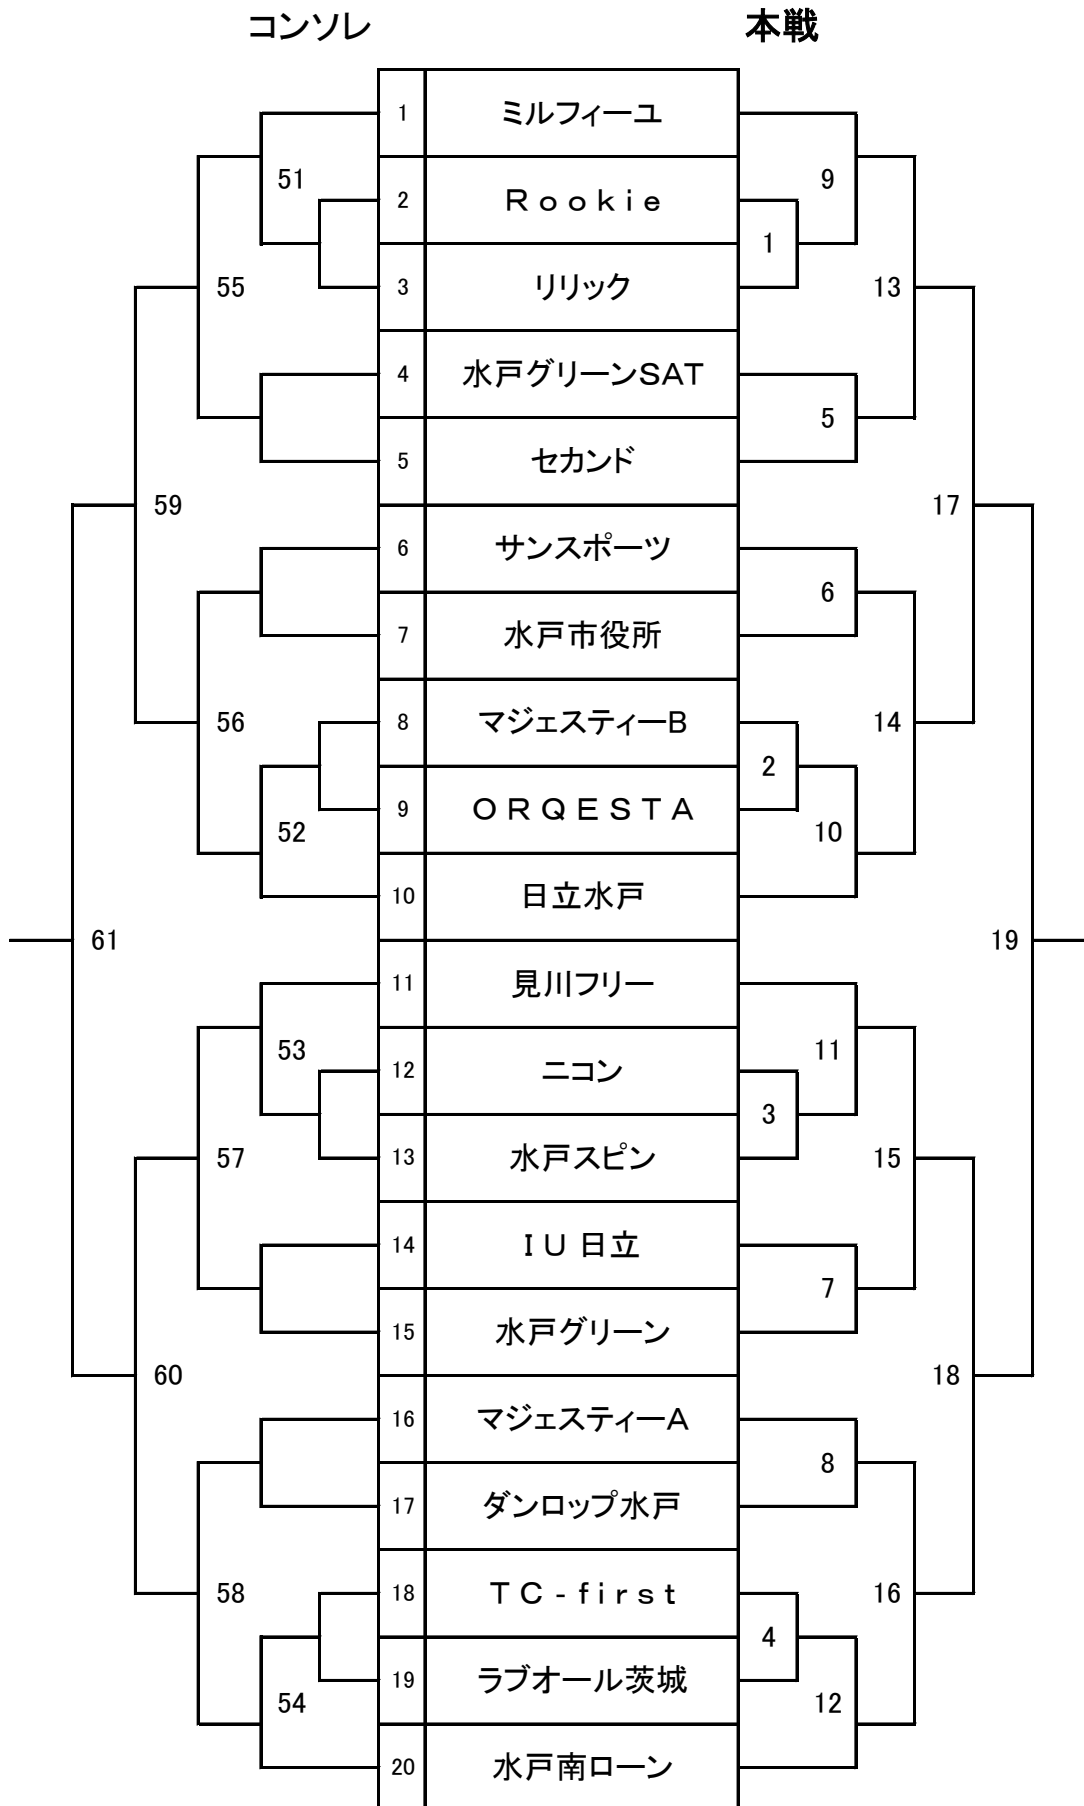 コンソレ 本戦
1 ミルフィーユ
51 9
2 Rookie
1
3 リリック
55 13
4 水戸グリーンSAT
5
5 セカンド
59 17
6 サンスポーツ
6
7 水戸市役所
56 14
8 マジェスティーB
2
9 ORQESTA
52 10
10 日立水戸
61 19
11 見川フリー
53 11
12 ニコン
3
13 水戸スピン
57 15
14 IU日立
7
15 水戸グリーン
60 18
16 マジェスティーA
8
17 ダンロップ水戸
58 16
18 TC-first
4
19 ラブオール茨城
54 12
20 水戸南ローン